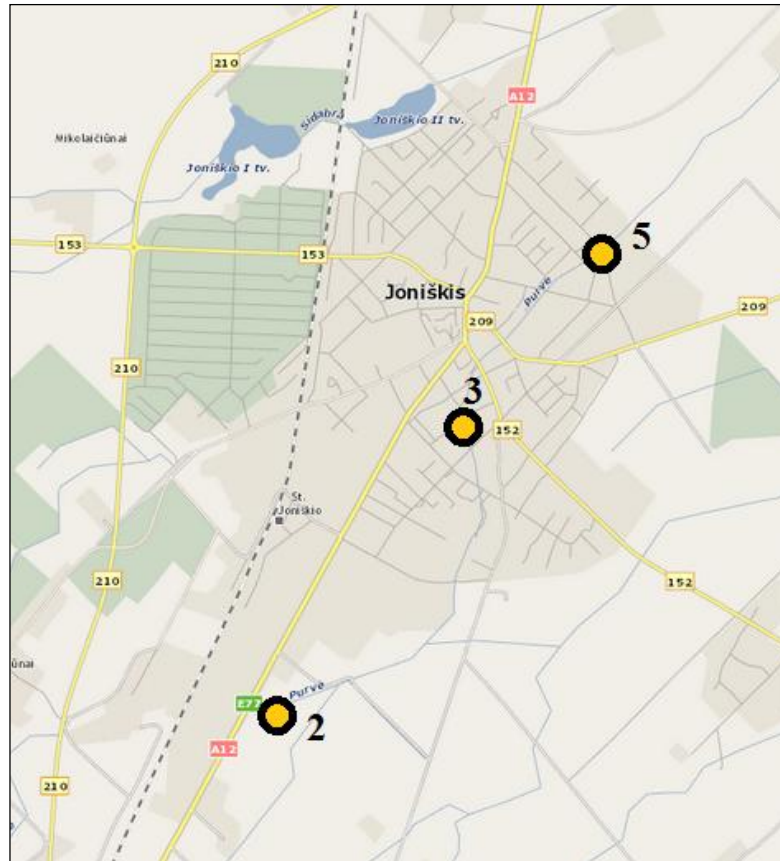 210
A12
Sidabra
Mikolaičiūnai
Joniškio II tv.
Joniškio I tv.
5
153
153
Joniškis
Purvė
209
209
210
3
152
St.
Joniškio
210
152
Purvė
E77
2
A12
210